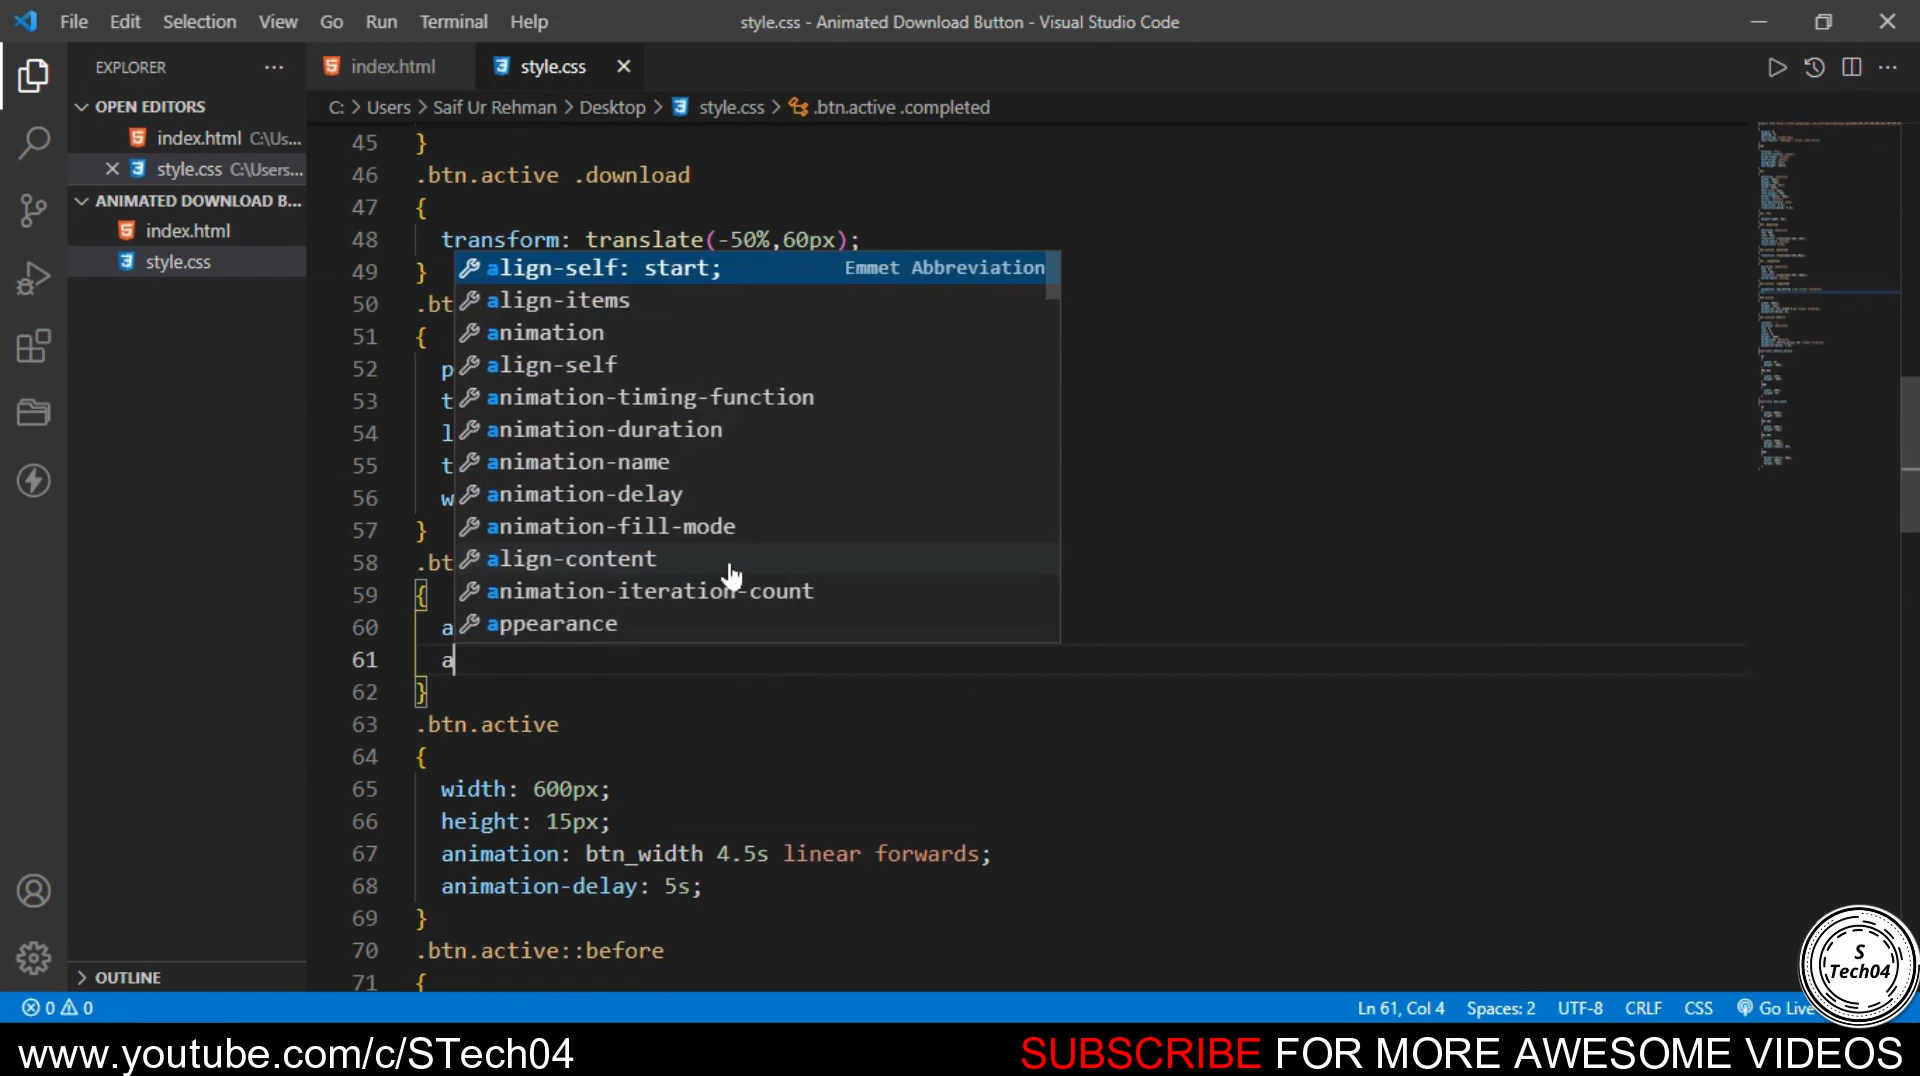 File Edit Selection View Go Run Terminal Help
style.css - Animated Download Button - Visual Studio Code
EXPLORER
index.html
style.css
OPEN EDITORS
C: > Users > Saif Ur Rehman > Desktop > style.css > .btn.active .completed
index.html C:\Us...
style.css C:\Users...
ANIMATED DOWNLOAD B...
index.html
style.css
45 }
46 .btn.active .download
47 {
48 transform: translate(-50%,60px);
49 }
align-self: start; Emmet Abbreviation
50 .bt
align-items
51 {
animation
52 p
align-self
53 t
animation-timing-function
54 l
animation-duration
55 t
animation-name
56 w
animation-delay
57 }
animation-fill-mode
58 .bt
align-content
59 {
animation-iteration-count
60 a
appearance
61 a
62 }
63 .btn.active
64 {
65 width: 600px;
66 height: 15px;
67 animation: btn_width 4.5s linear forwards;
68 animation-delay: 5s;
69 }
70 .btn.active::before
71 {
OUTLINE
0 0
Ln 61, Col 4 Spaces: 2 UTF-8 CRLF CSS Go Live
S
Tech04
www.youtube.com/c/STech04
SUBSCRIBE FOR MORE AWESOME VIDEOS